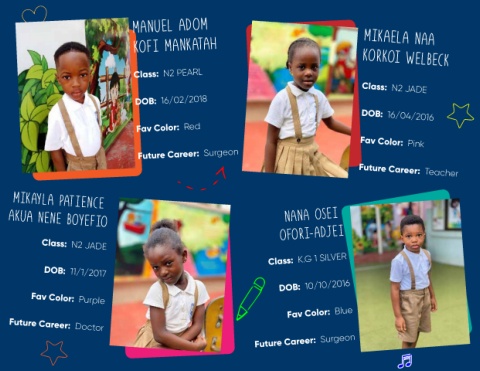 MANUEL ADOM
KOFI MANKATAH
Class: N2 PEARL
DOB: 16/02/2018
Fav Color: Red
Future Career: Surgeon
MIKAELA NAA
KORKOI WELBECK
Class: N2 JADE
DOB: 16/04/2016
Fav Color: Pink
Future Career: Teacher
MIKAYLA PATIENCE
AKUA NENE BOYEFIO
Class: N2 JADE
DOB: 11/1/2017
Fav Color: Purple
Future Career: Doctor
NANA OSEI
OFORI-ADJEI
Class: K.G 1 SILVER
DOB: 10/10/2016
Fav Color: Blue
Future Career: Surgeon